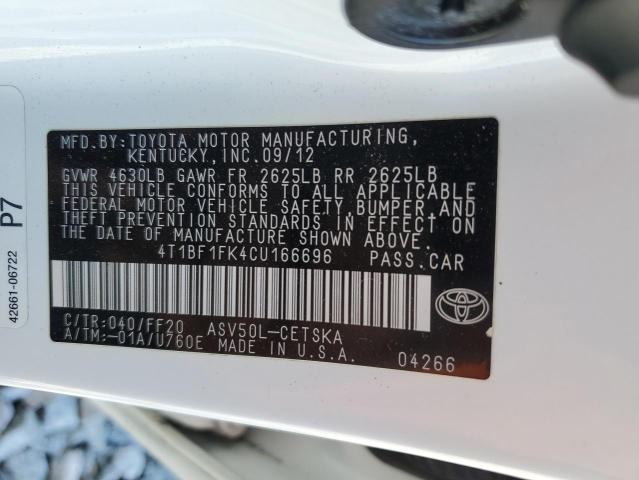 MFD.BY:TOYOTA MOTOR MANUFACTURING,
KENTUCKY, INC.09/12
GVWR 4630LB GAWR FR 2625LB RR 2625LB
THIS VEHICLE CONFORMS TO ALL APPLICABLE
FEDERAL MOTOR VEHICLE SAFETY, BUMPER AND
THEFT PREVENTION STANDARDS IN EFFECT ON
THE DATE OF MANUFACTURE SHOWN ABOVE.
4T1BF1FK4CU166696 PASS.CAR
C/TR:040/FF20 ASV50L-CETSKA
A/TM:-01A/U760E MADE IN U.S.A.
04266
TOYOTA
42661-06722 P7